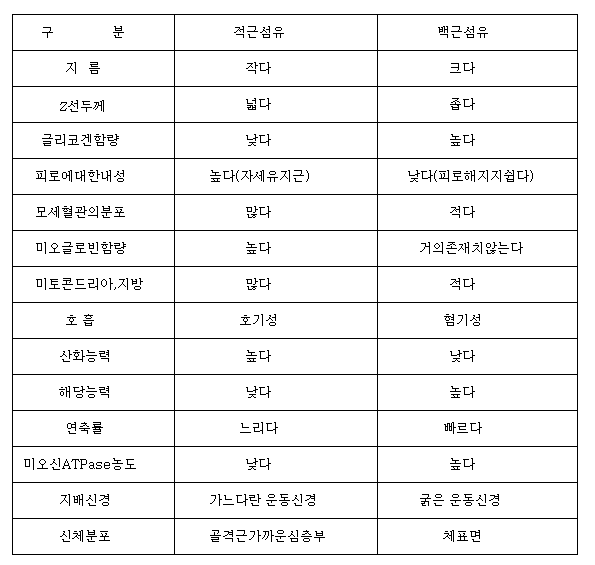 구 분 적근섬유 백근섬유
지 름 작다 크다
Z선두께 넓다 좁다
글리코겐함량 낮다 높다
피로에대한내성 높다(자세유지근) 낮다(피로해지지쉽다)
모세혈관의분포 많다 적다
미오글로빈함량 높다 거의존재치않는다
미토콘드리아,지방 많다 적다
호 흡 호기성 혐기성
산화능력 높다 낮다
해당능력 낮다 높다
연축률 느리다 빠르다
미오신ATPase농도 낮다 높다
지배신경 가느다란 운동신경 굵은 운동신경
신체분포 골격근가까운심층부 체표면